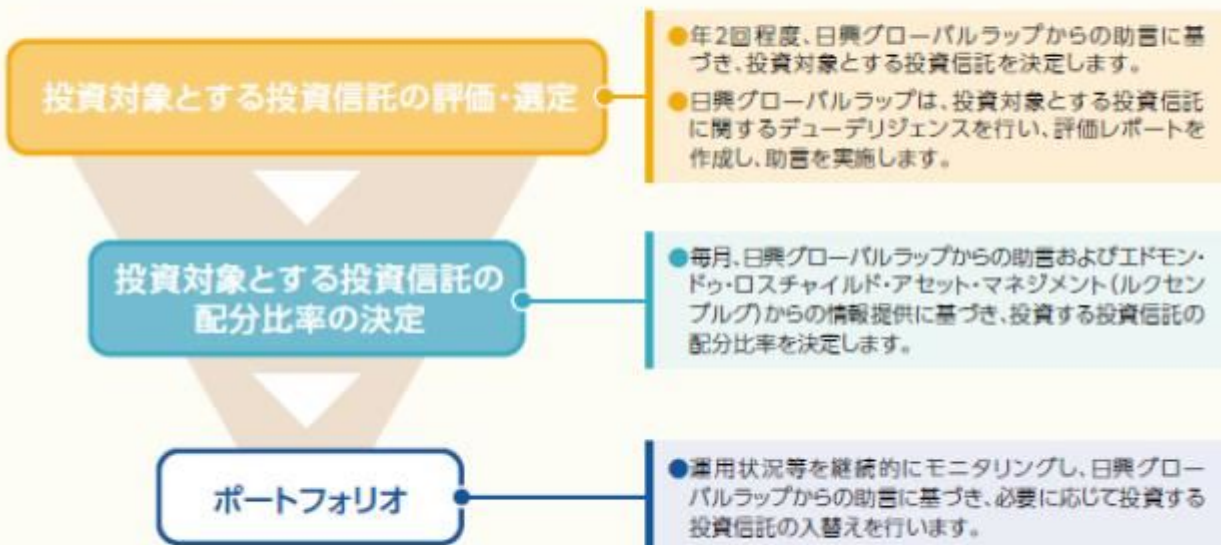 投資対象とする投資信託の評価・選定
●年2回程度、日興グローバルラップからの助言に基
づき、投資対象とする投資信託を決定します。
●日興グローバルラップは、投資対象とする投資信託
に関するデューデリジェンスを行い、評価レポートを
作成し、助言を実施します。
投資対象とする投資信託の
配分比率の決定
●毎月、日興グローバルラップからの助言およびエドモン・
ドゥ・ロスチャイルド・アセット・マネジメント(ルクセン
ブルグ)からの情報提供に基づき、投資する投資信託の
配分比率を決定します。
ポートフォリオ
●運用状況等を継続的にモニタリングし、日興グロー
バルラップからの助言に基づき、必要に応じて投資する
投資信託の入替えを行います。